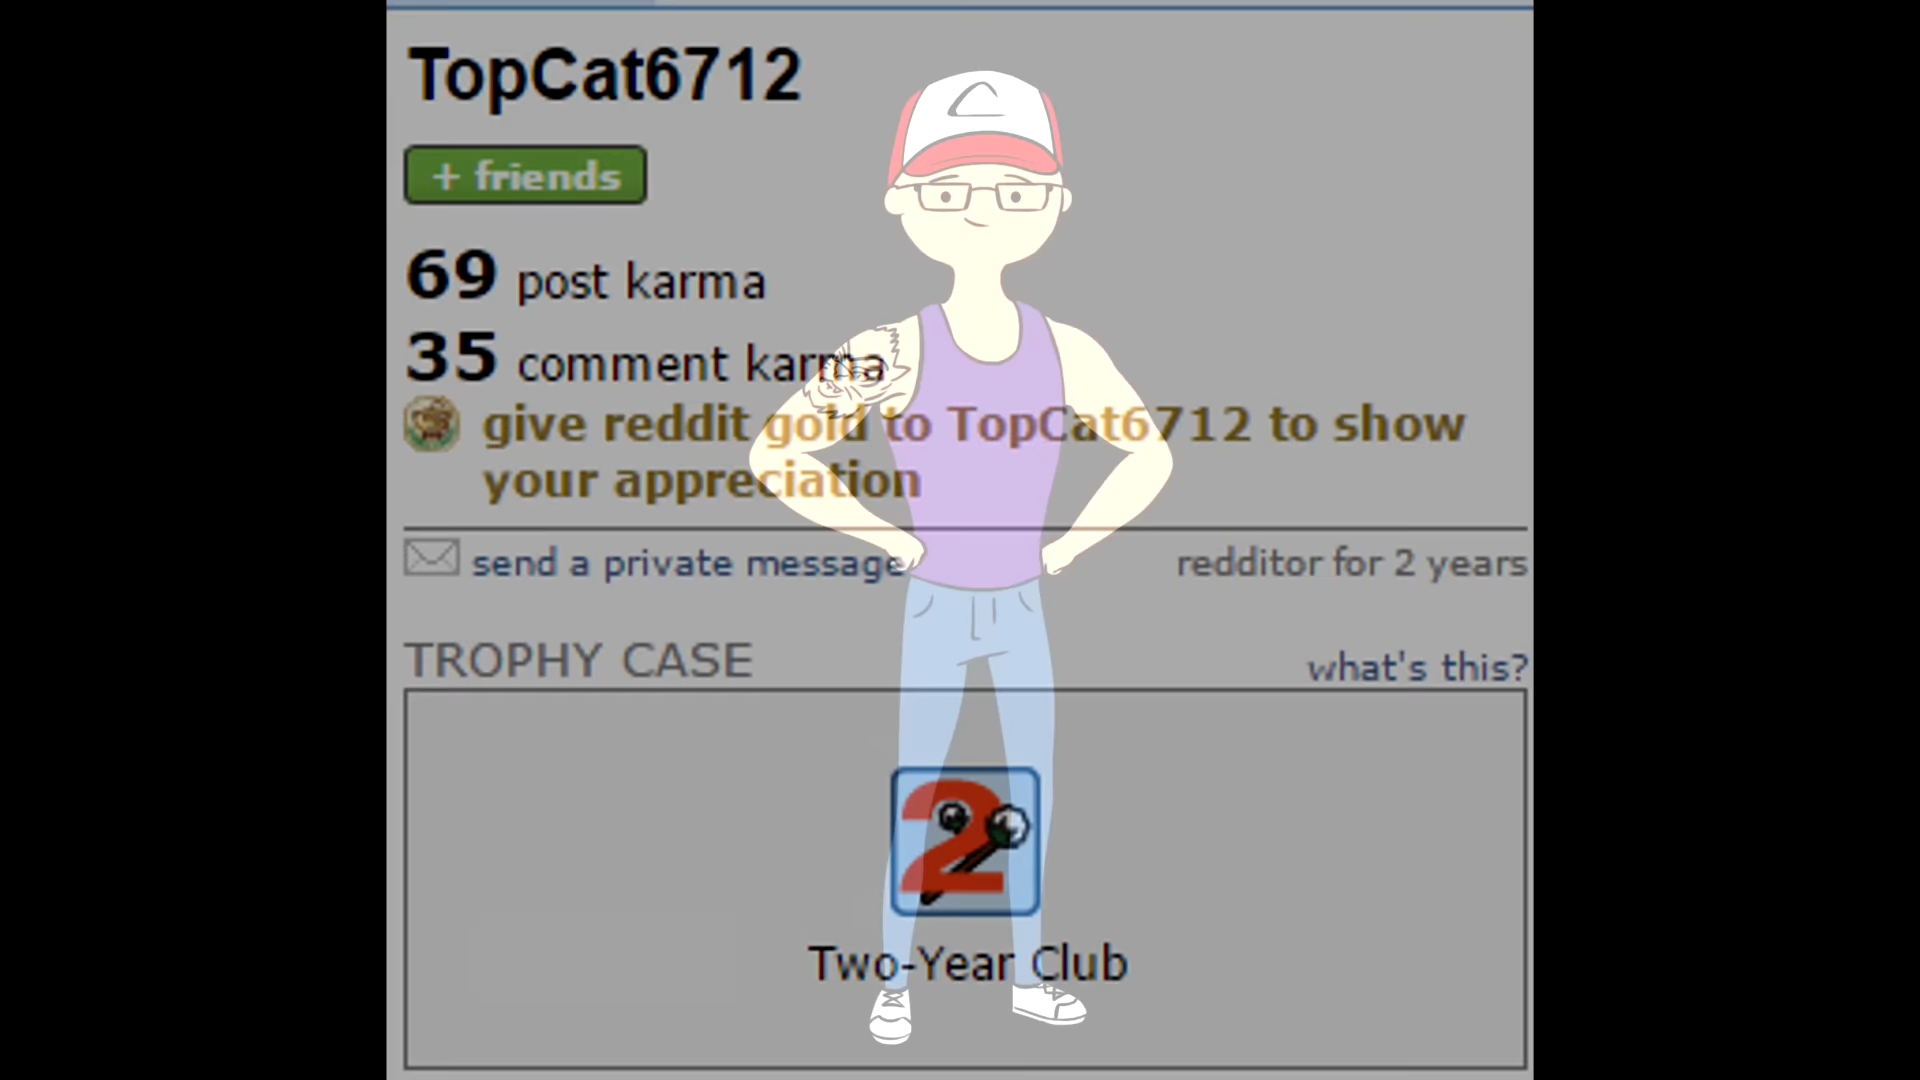 TopCat6712
+ friends
69 post karma
35 comment karma
give reddit gold to TopCat6712 to show
your appreciation
send a private message
redditor for 2 years
TROPHY CASE
what's this?
2
Two-Year Club